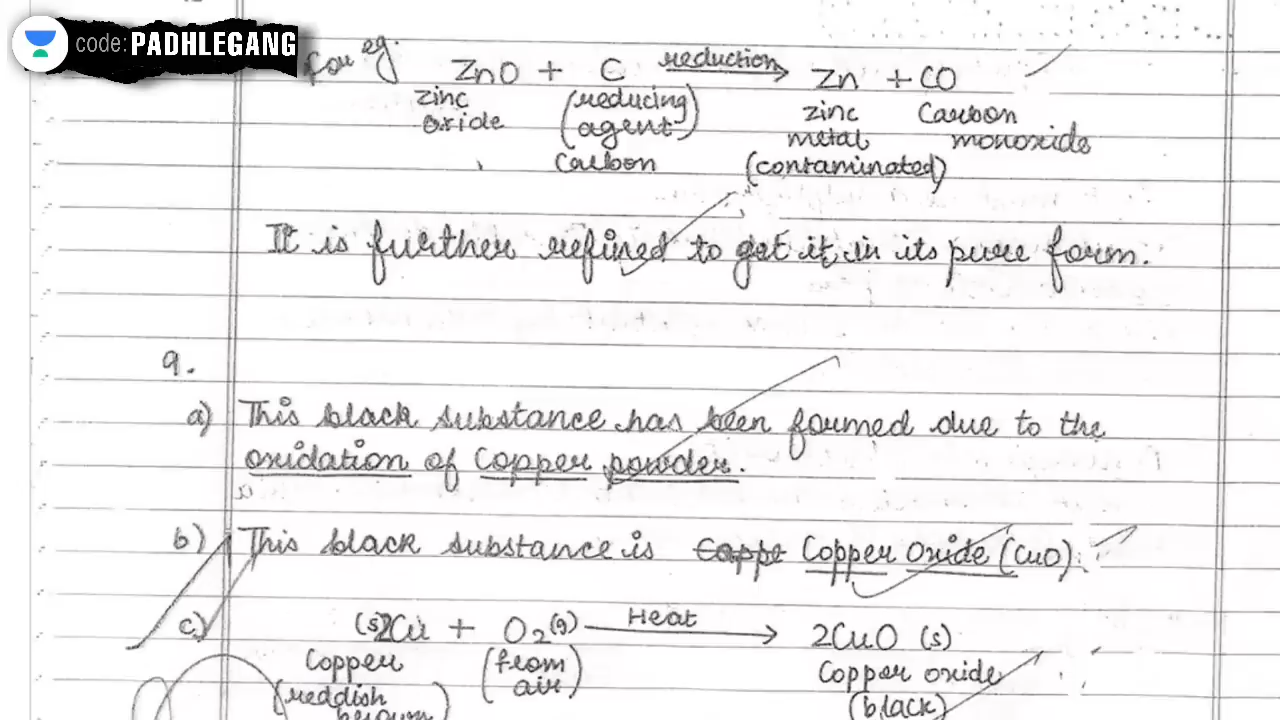 code: PADHLEGANG
For eg. ZnO + C reduction Zn + CO
zinc oxide (reducing agent) Carbon zinc metal (contaminated) Carbon monoxide
It is further refined to get it in its pure form.
9.
a) This black substance has been formed due to the
oxidation of Copper powder.
b) This black substance is Coppe Copper Oxide (CuO).
c) (s)2Cu + O2(g) Heat 2CuO (s)
Copper (from air) Copper oxide
(reddish brown) (black)